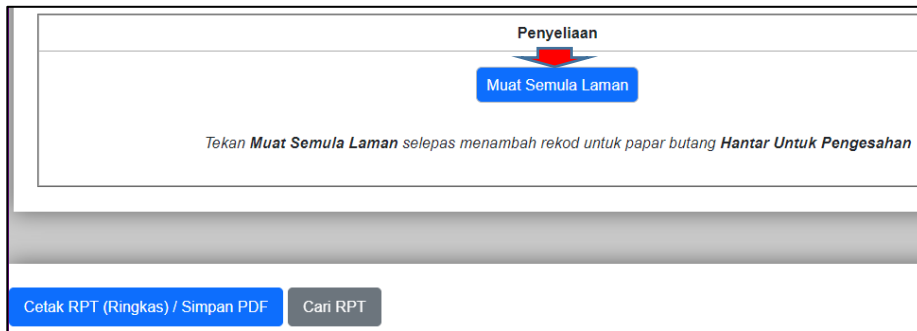 Penyeliaan
Muat Semula Laman
Tekan Muat Semula Laman selepas menambah rekod untuk papar butang Hantar Untuk Pengesahan
Cetak RPT (Ringkas) / Simpan PDF Cari RPT